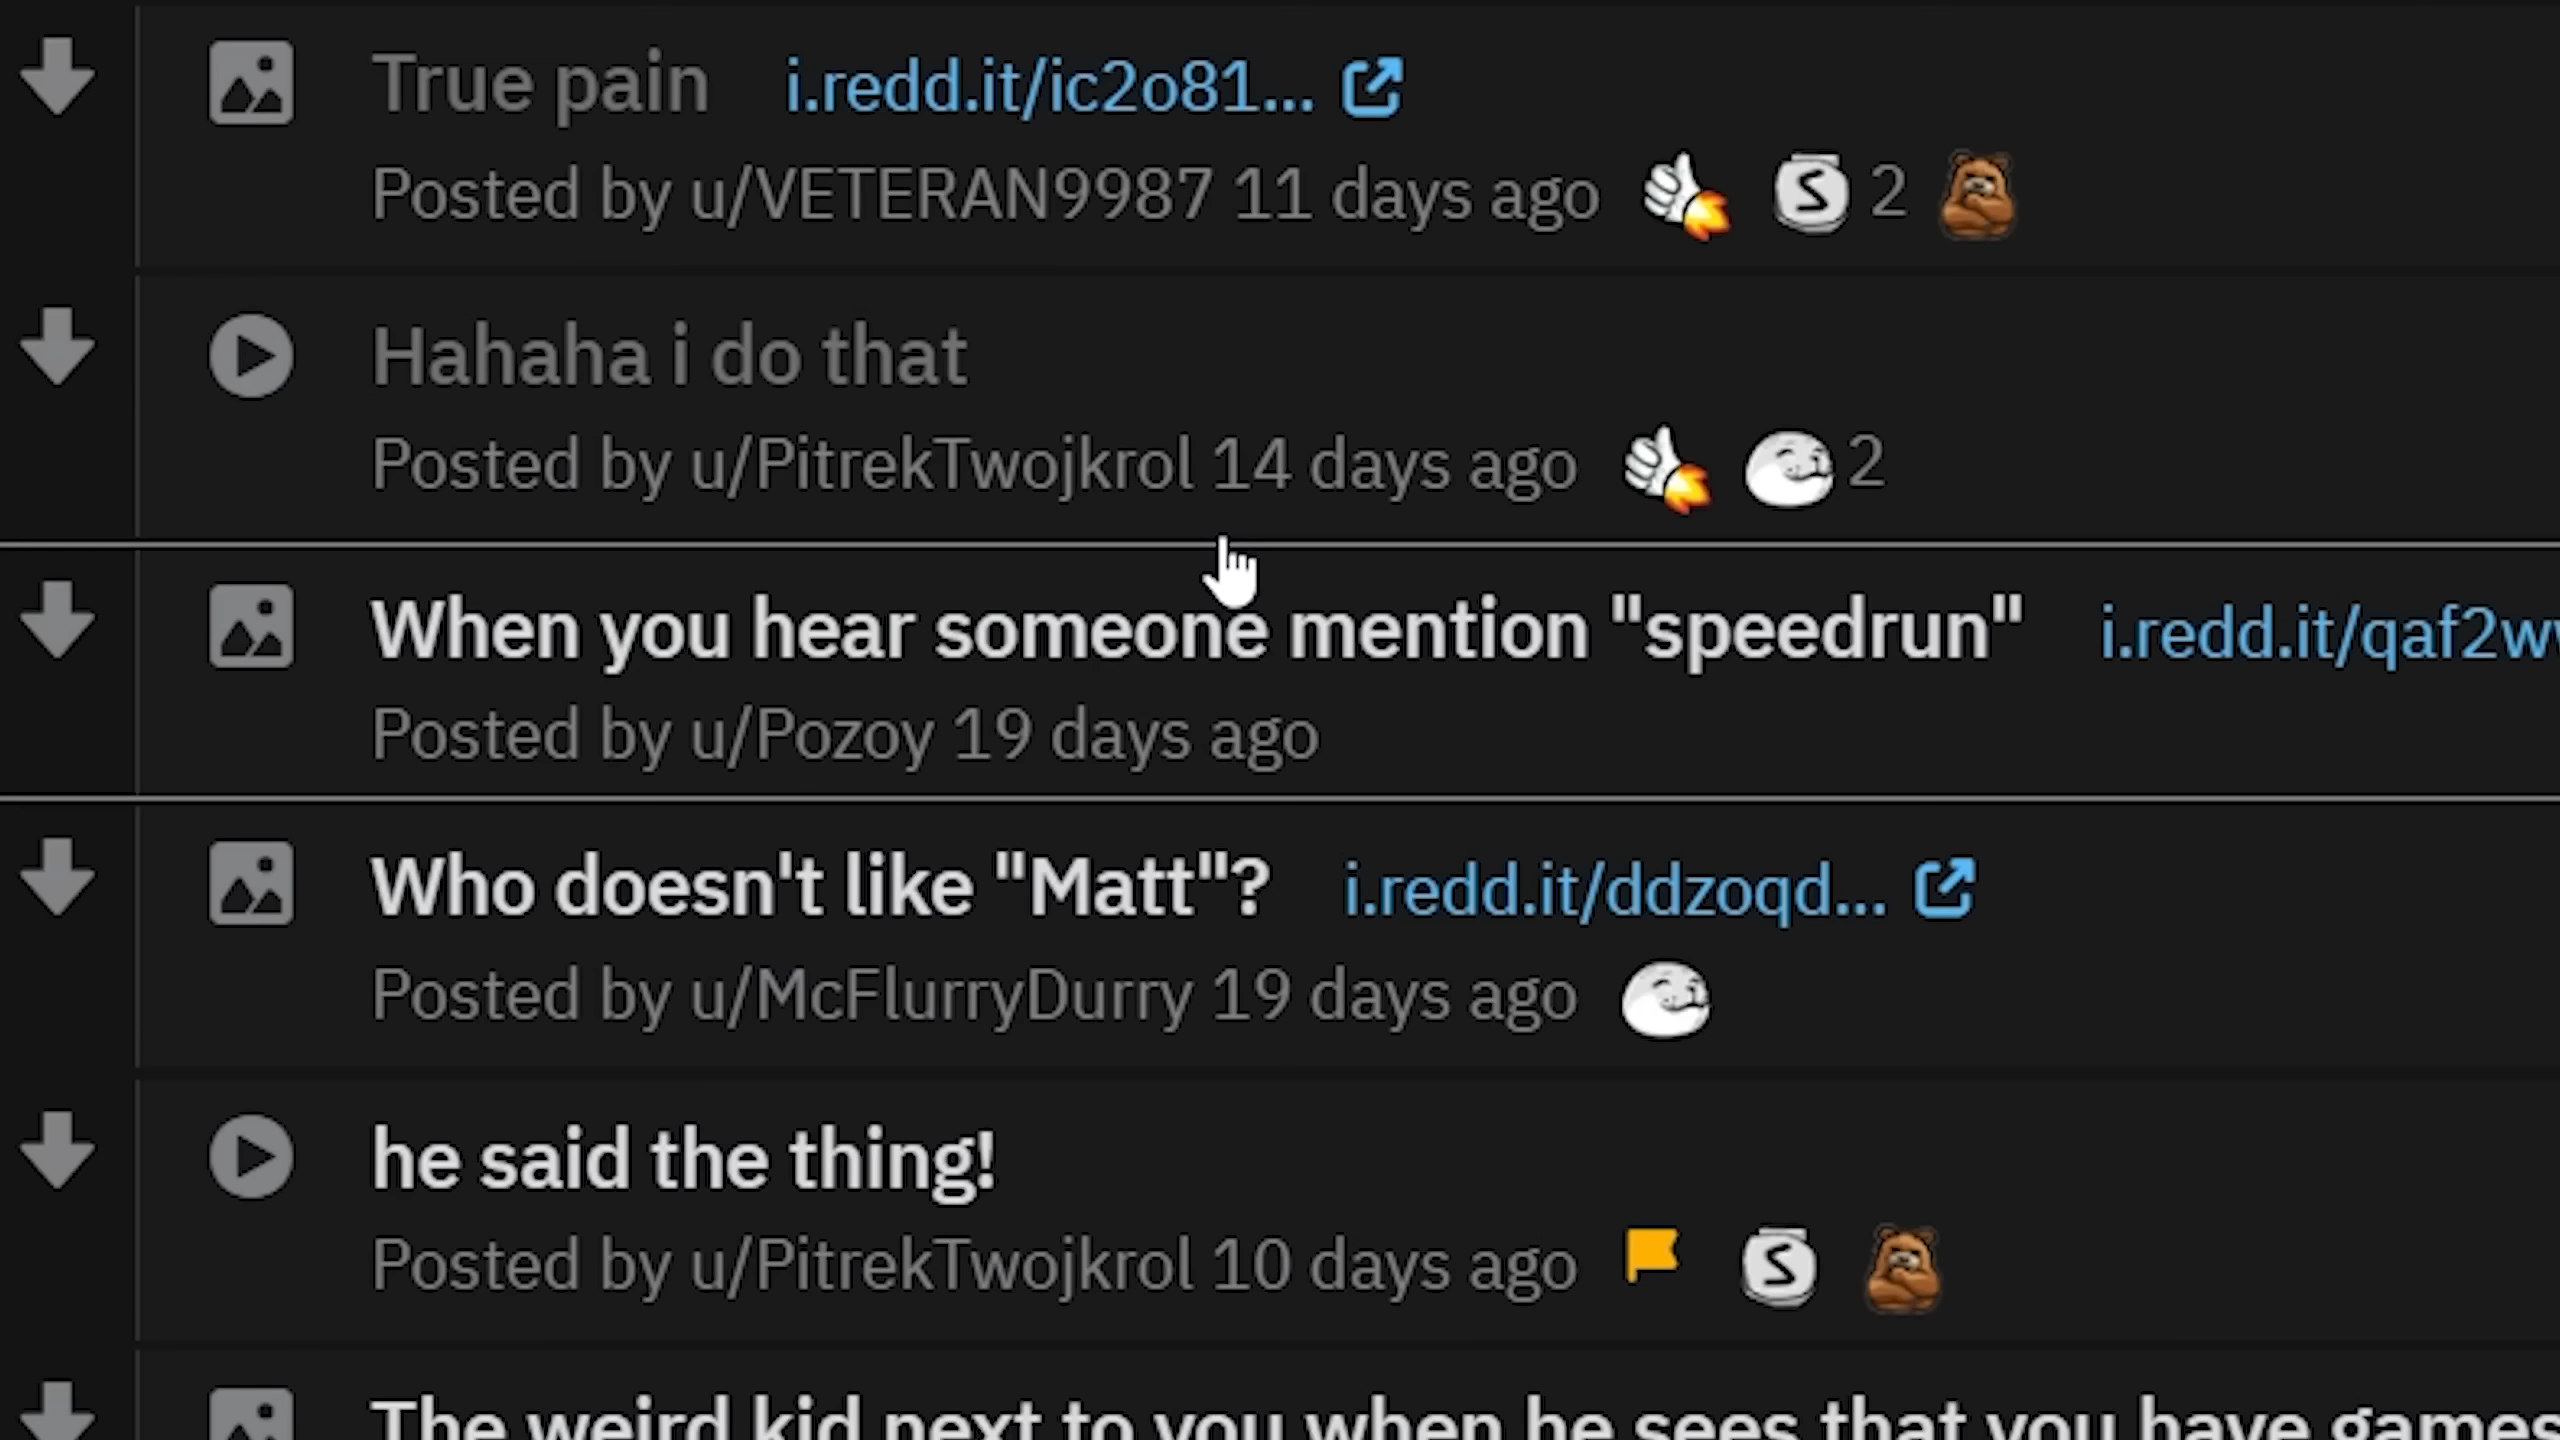 True pain i.redd.it/ic2o81...
Posted by u/VETERAN9987 11 days ago 2
Hahaha i do that
Posted by u/PitrekTwojkrol 14 days ago 2
When you hear someone mention "speedrun" i.redd.it/qaf2w
Posted by u/Pozoy 19 days ago
Who doesn't like "Matt"? i.redd.it/ddzoqd...
Posted by u/McFlurryDurry 19 days ago
he said the thing!
Posted by u/PitrekTwojkrol 10 days ago
The weird kid next to you when he sees that you have games